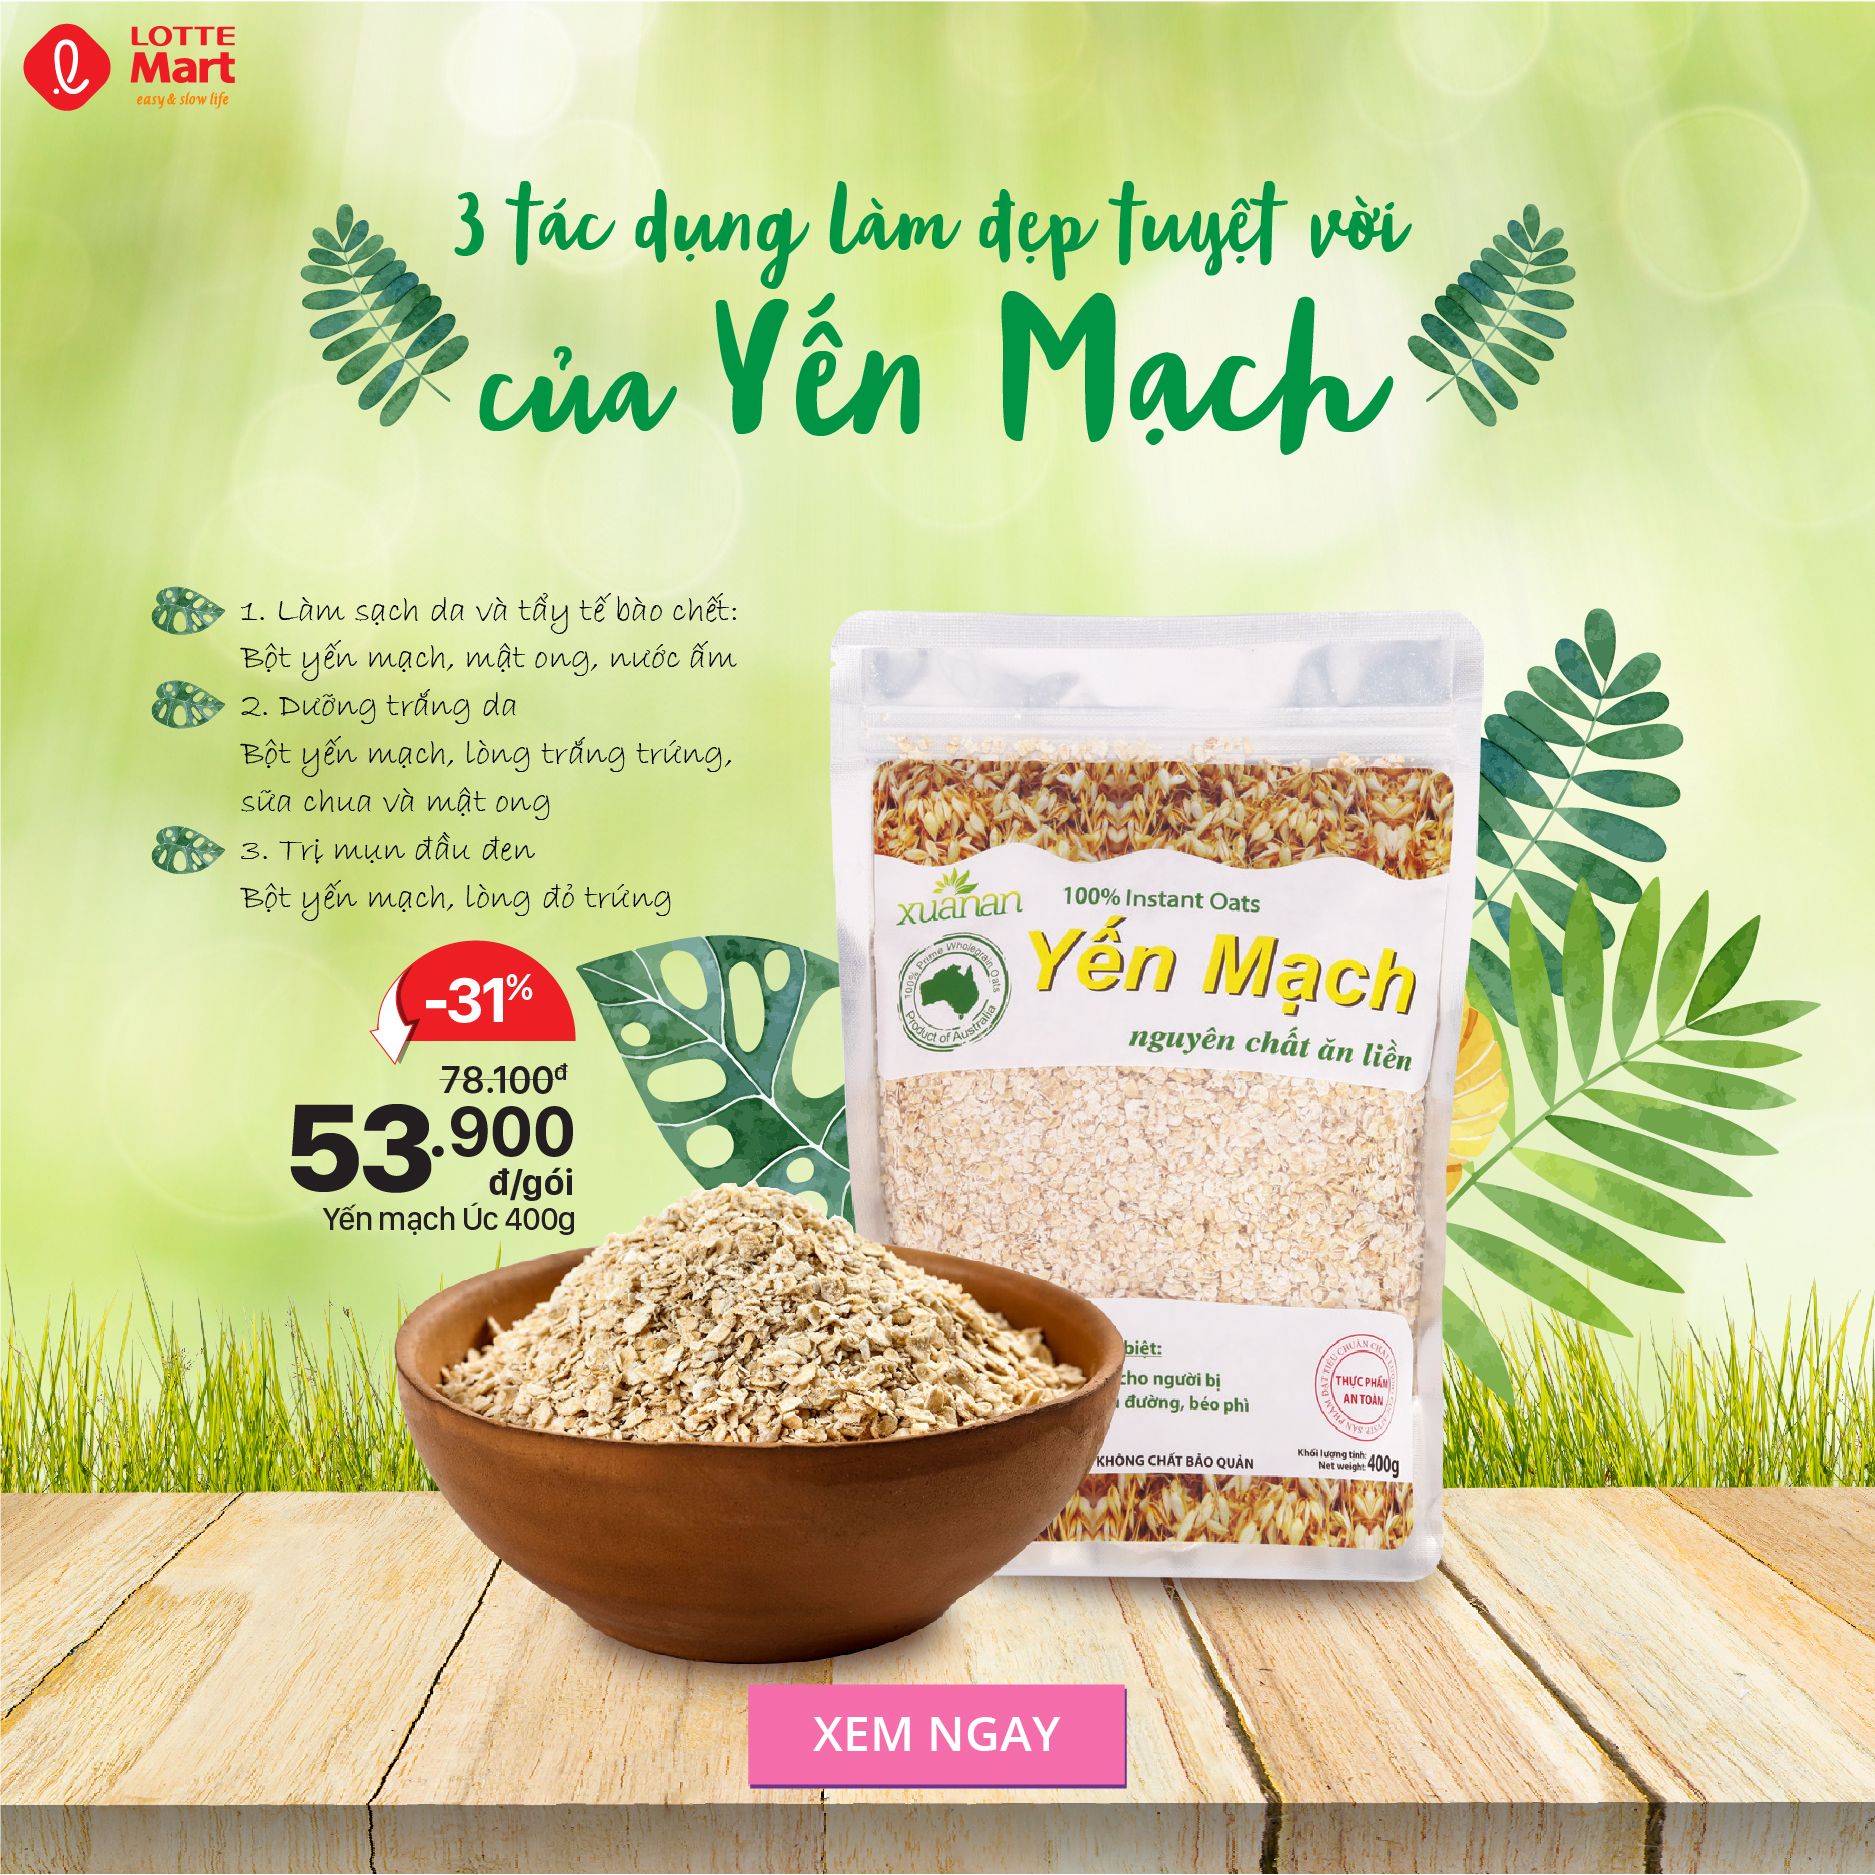 LOTTE
Mart
easy & slow life
3 tác dụng làm đẹp tuyệt vời
của Yến Mạch
1. Làm sạch da và tẩy tế bào chết:
Bột yến mạch, mật ong, nước ấm
2. Dưỡng trắng da
Bột yến mạch, lòng trắng trứng,
sữa chua và mật ong
3. Trị mụn đầu đen
Bột yến mạch, lòng đỏ trứng
-31%
78.100đ
53.900
đ/gói
Yến mạch Úc 400g
xuanan
100% Instant Oats
Yến Mạch
nguyên chất ăn liền
100% Prime Wholegrain Oats
Product of Australia
biệt:
cho người bị
đường, béo phì
KHÔNG CHẤT BẢO QUẢN
THỰC PHẨM
AN TOÀN
Khối lượng tịnh:
Net weight: 400g
XEM NGAY